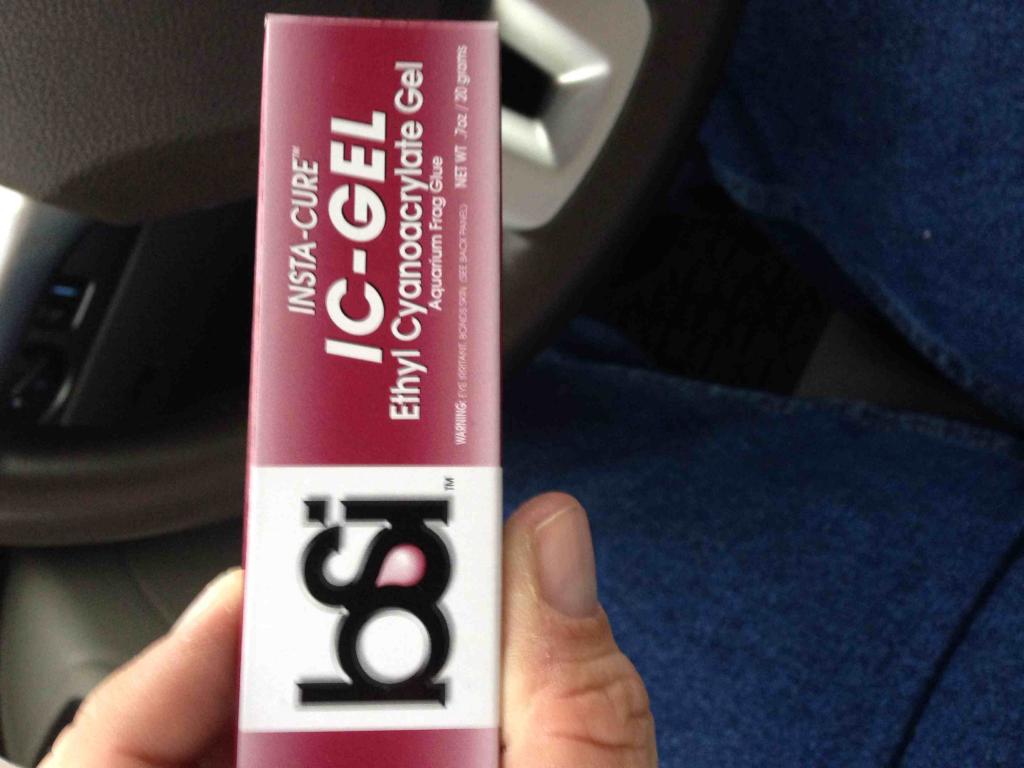 bSi™
INSTA-CURE™
IC-GEL
Ethyl Cyanoacrylate Gel
Aquarium Frag Glue
WARNING: EYE IRRITANT. BONDS SKIN. (SEE BACK PANEL) NET WT .7oz / 20 grams